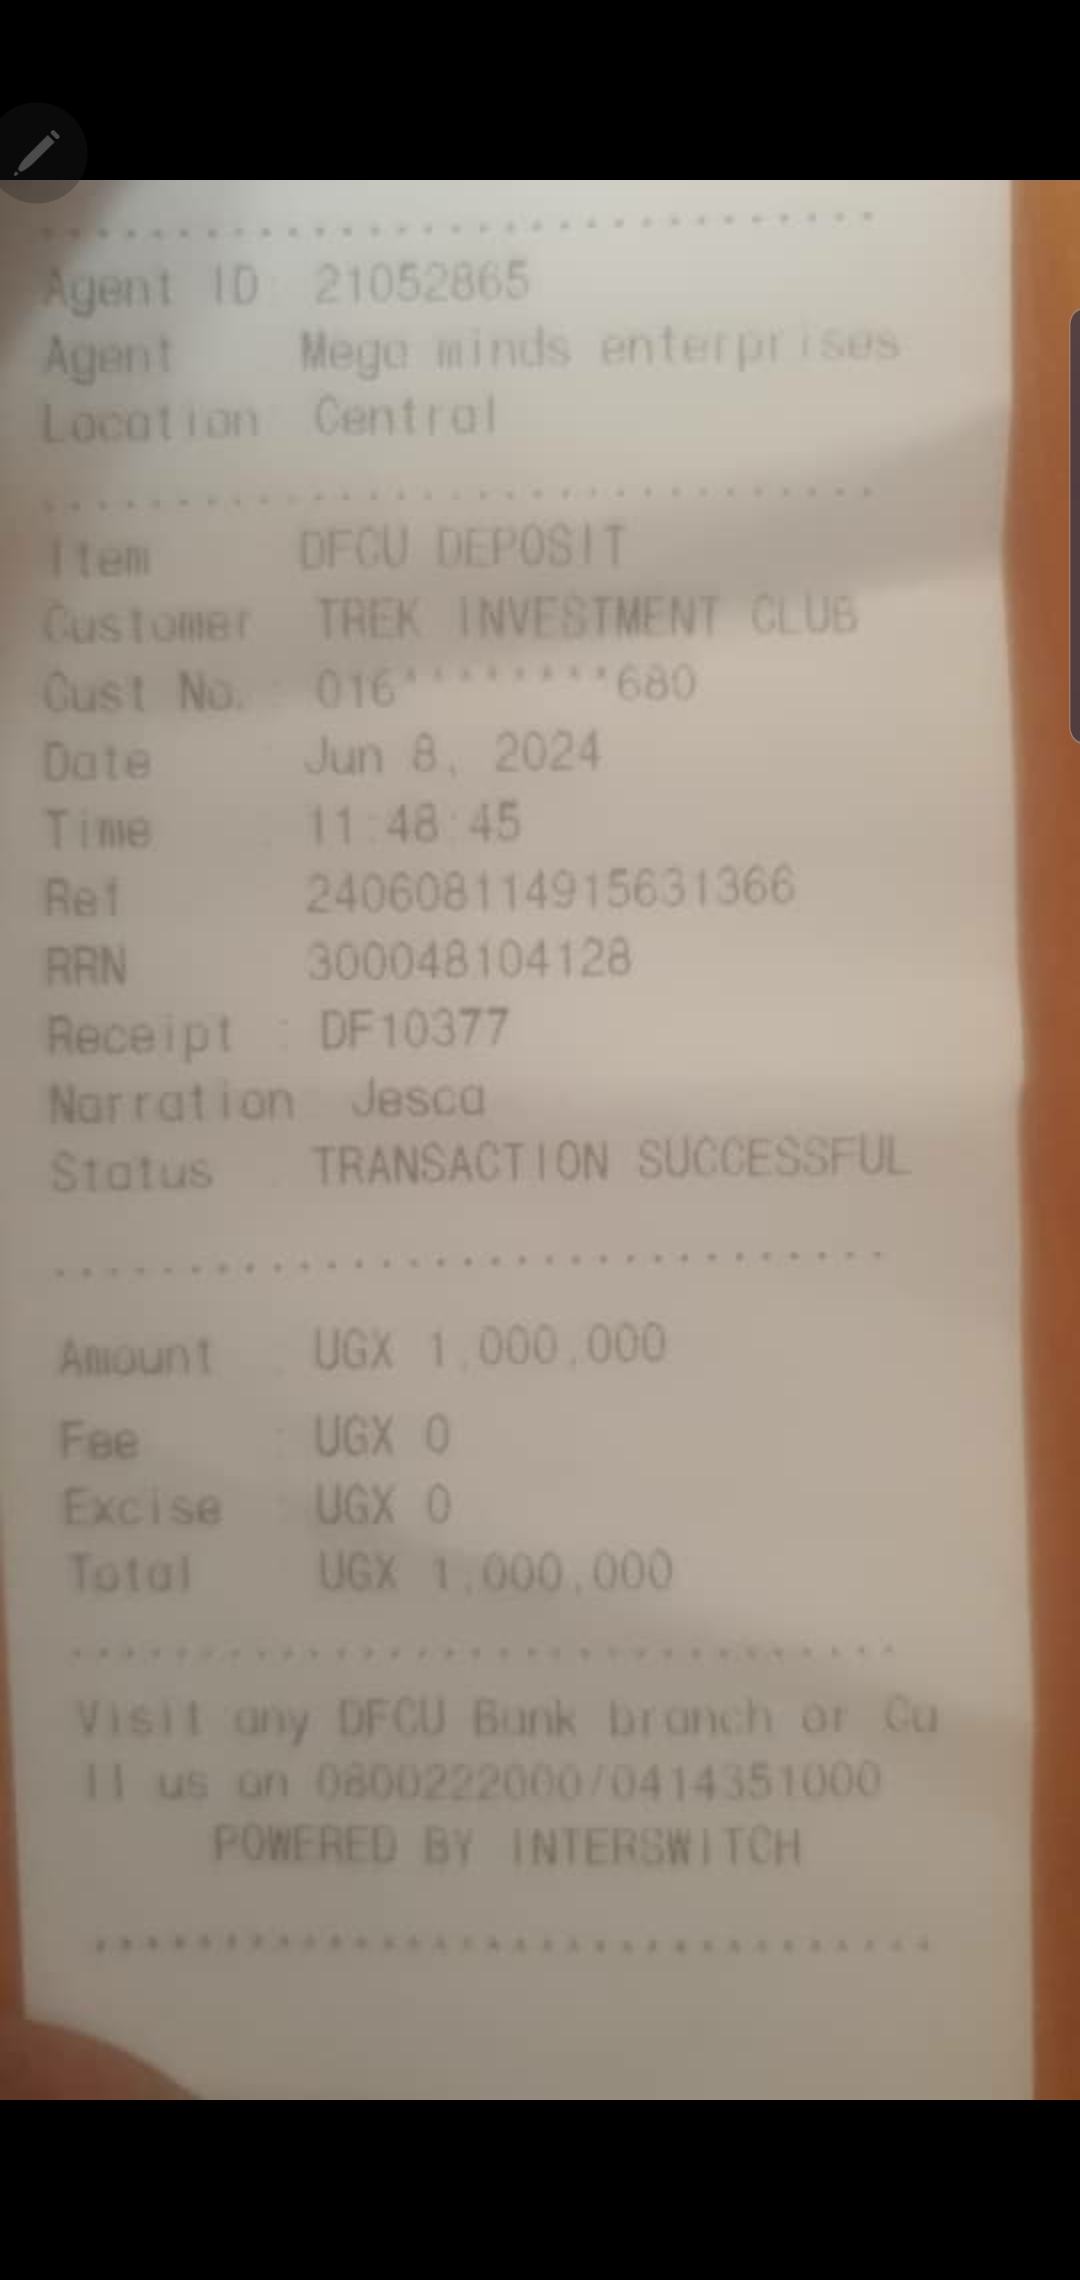 Agent ID 21052865
Agent Mega minds enterprises
Location Central
Item DFCU DEPOSIT
Customer TREK INVESTMENT CLUB
Cust No. : 016********680
Date : Jun 8, 2024
Time : 11:48:45
Ref 240608114915631366
RRN 300048104128
Receipt : DF10377
Narration Jesca
Status TRANSACTION SUCCESSFUL
Amount : UGX 1,000,000
Fee : UGX 0
Excise : UGX 0
Total UGX 1,000,000
Visit any DFCU Bank branch or Ca
ll us on 0800222000/0414351000
POWERED BY INTERSWITCH